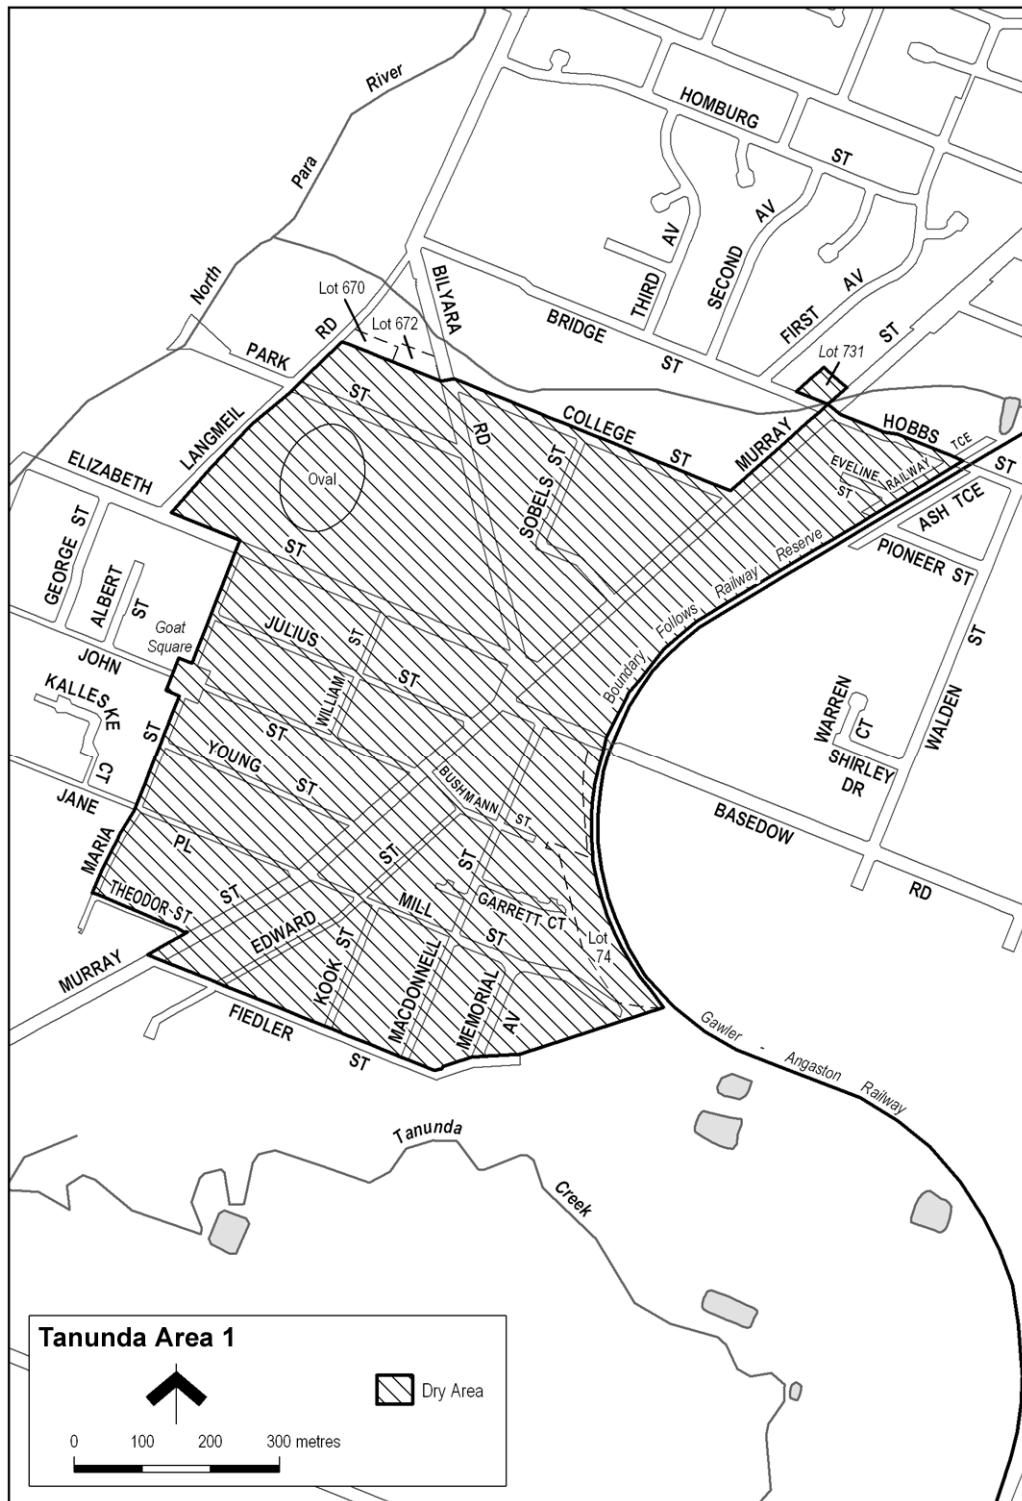 River
Para
North
HOMBURG
ST
THIRD
AV
SECOND
AV
FIRST
AV
ST
BILYARA
RD
BRIDGE
ST
Lot 670
Lot 672
Lot 731
RD
PARK
ST
LANGMEIL
COLLEGE
ST
MURRAY
HOBBS
ST
TCE
EVELINE
ST
RAILWAY
ASH TCE
PIONEER ST
ELIZABETH
ST
Oval
SOBELS ST
GEORGE ST
ALBERT
ST
Goat
Square
JOHN
ST
JULIUS
ST
WILLIAM
ST
Boundary Follows Railway Reserve
KALLESKE
CT
YOUNG
ST
JANE
PL
MARIA
ST
THEODOR ST
BUSHMANN
ST
WARREN
CT
SHIRLEY
DR
WALDEN
ST
BASEDOW
RD
MURRAY
ST
EDWARD
ST
MILL
ST
GARRETT CT
KOOK ST
MACDONNELL
ST
MEMORIAL
AV
Lot
74
FIEDLER
ST
Gawler - Angaston Railway
Tanunda
Creek
Tanunda Area 1
Dry Area
0 100 200 300 metres